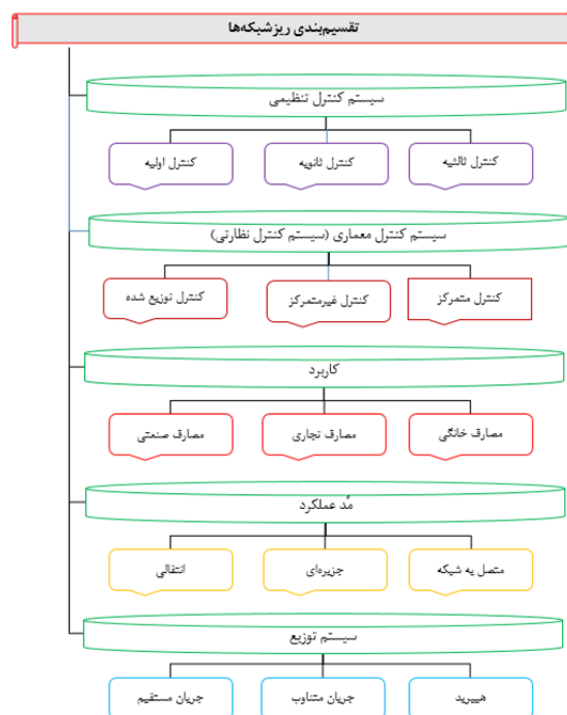 تقسیم‌بندی ریزشبکه‌ها
سیستم کنترل تنظیمی
کنترل ثالثیه
کنترل ثانویه
کنترل اولیه
سیستم کنترل معماری (سیستم کنترل نظارتی)
کنترل متمرکز
کنترل غیرمتمرکز
کنترل توزیع شده
کاربرد
مصارف خانگی
مصارف تجاری
مصارف صنعتی
مُد عملکرد
متصل به شبکه
جزیره‌ای
انتقالی
سیستم توزیع
هیبرید
جریان متناوب
جریان مستقیم